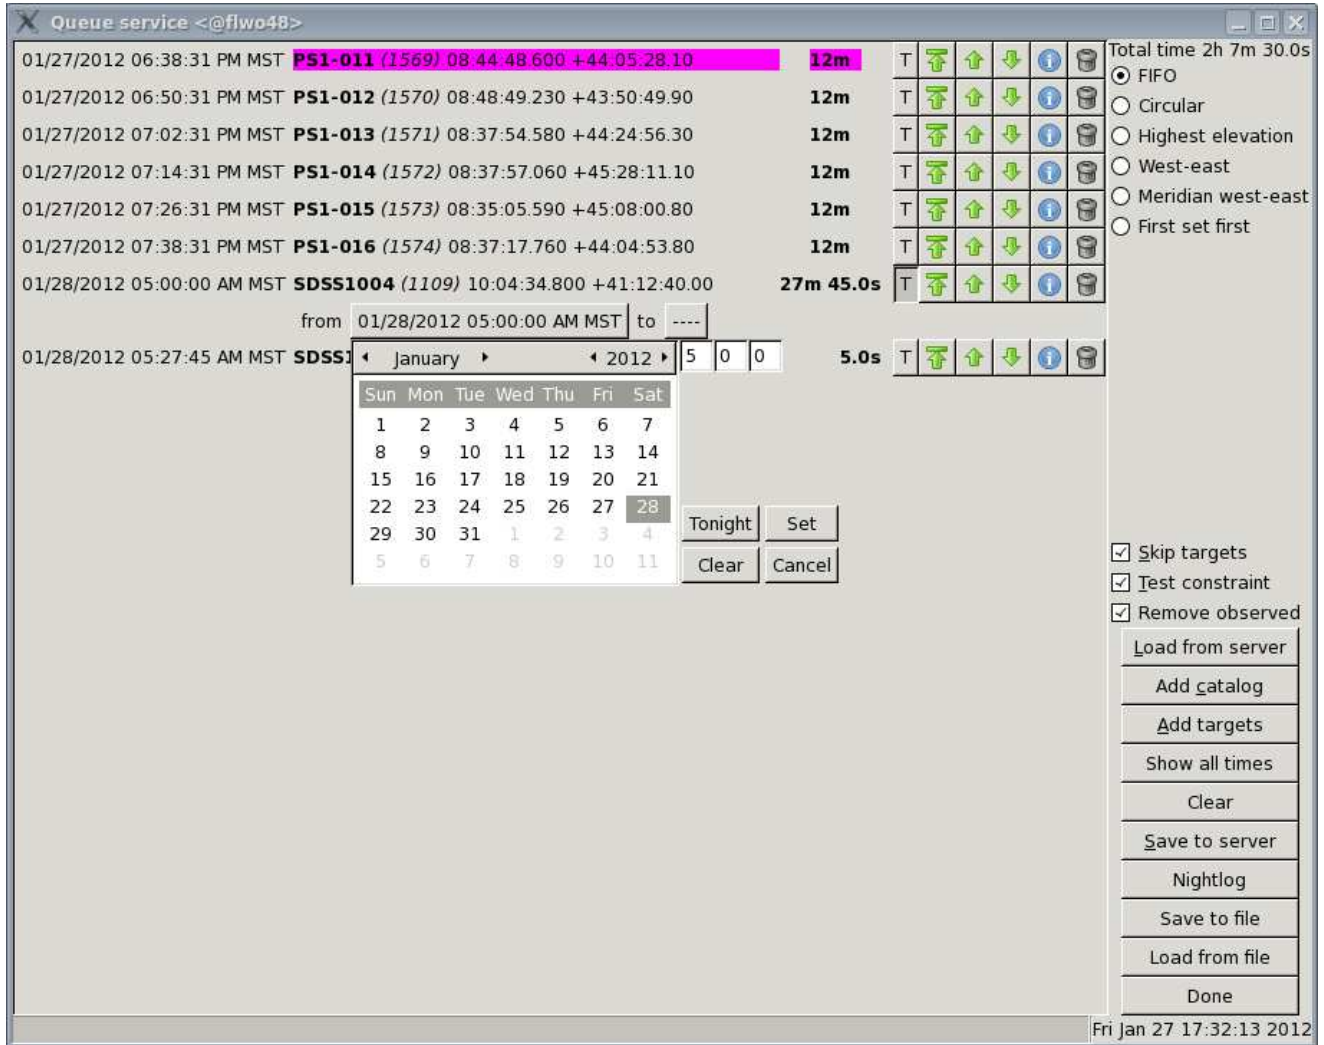 Queue service <@flwo48>
01/27/2012 06:38:31 PM MST PS1-011 (1569) 08:44:48.600 +44:05:28.10 12m T
Total time 2h 7m 30.0s
FIFO
01/27/2012 06:50:31 PM MST PS1-012 (1570) 08:48:49.230 +43:50:49.90 12m T
Circular
01/27/2012 07:02:31 PM MST PS1-013 (1571) 08:37:54.580 +44:24:56.30 12m T
Highest elevation
01/27/2012 07:14:31 PM MST PS1-014 (1572) 08:37:57.060 +45:28:11.10 12m T
West-east
01/27/2012 07:26:31 PM MST PS1-015 (1573) 08:35:05.590 +45:08:00.80 12m T
Meridian west-east
01/27/2012 07:38:31 PM MST PS1-016 (1574) 08:37:17.760 +44:04:53.80 12m T
First set first
01/28/2012 05:00:00 AM MST SDSS1004 (1109) 10:04:34.800 +41:12:40.00 27m 45.0s T
from 01/28/2012 05:00:00 AM MST to ----
01/28/2012 05:27:45 AM MST SDSS1 January 2012 5 0 0 5.0s T
Sun Mon Tue Wed Thu Fri Sat
1 2 3 4 5 6 7
8 9 10 11 12 13 14
15 16 17 18 19 20 21
22 23 24 25 26 27 28
29 30 31 1 2 3 4
5 6 7 8 9 10 11
Tonight Set
Clear Cancel
Skip targets
Test constraint
Remove observed
Load from server
Add catalog
Add targets
Show all times
Clear
Save to server
Nightlog
Save to file
Load from file
Done
Fri Jan 27 17:32:13 2012